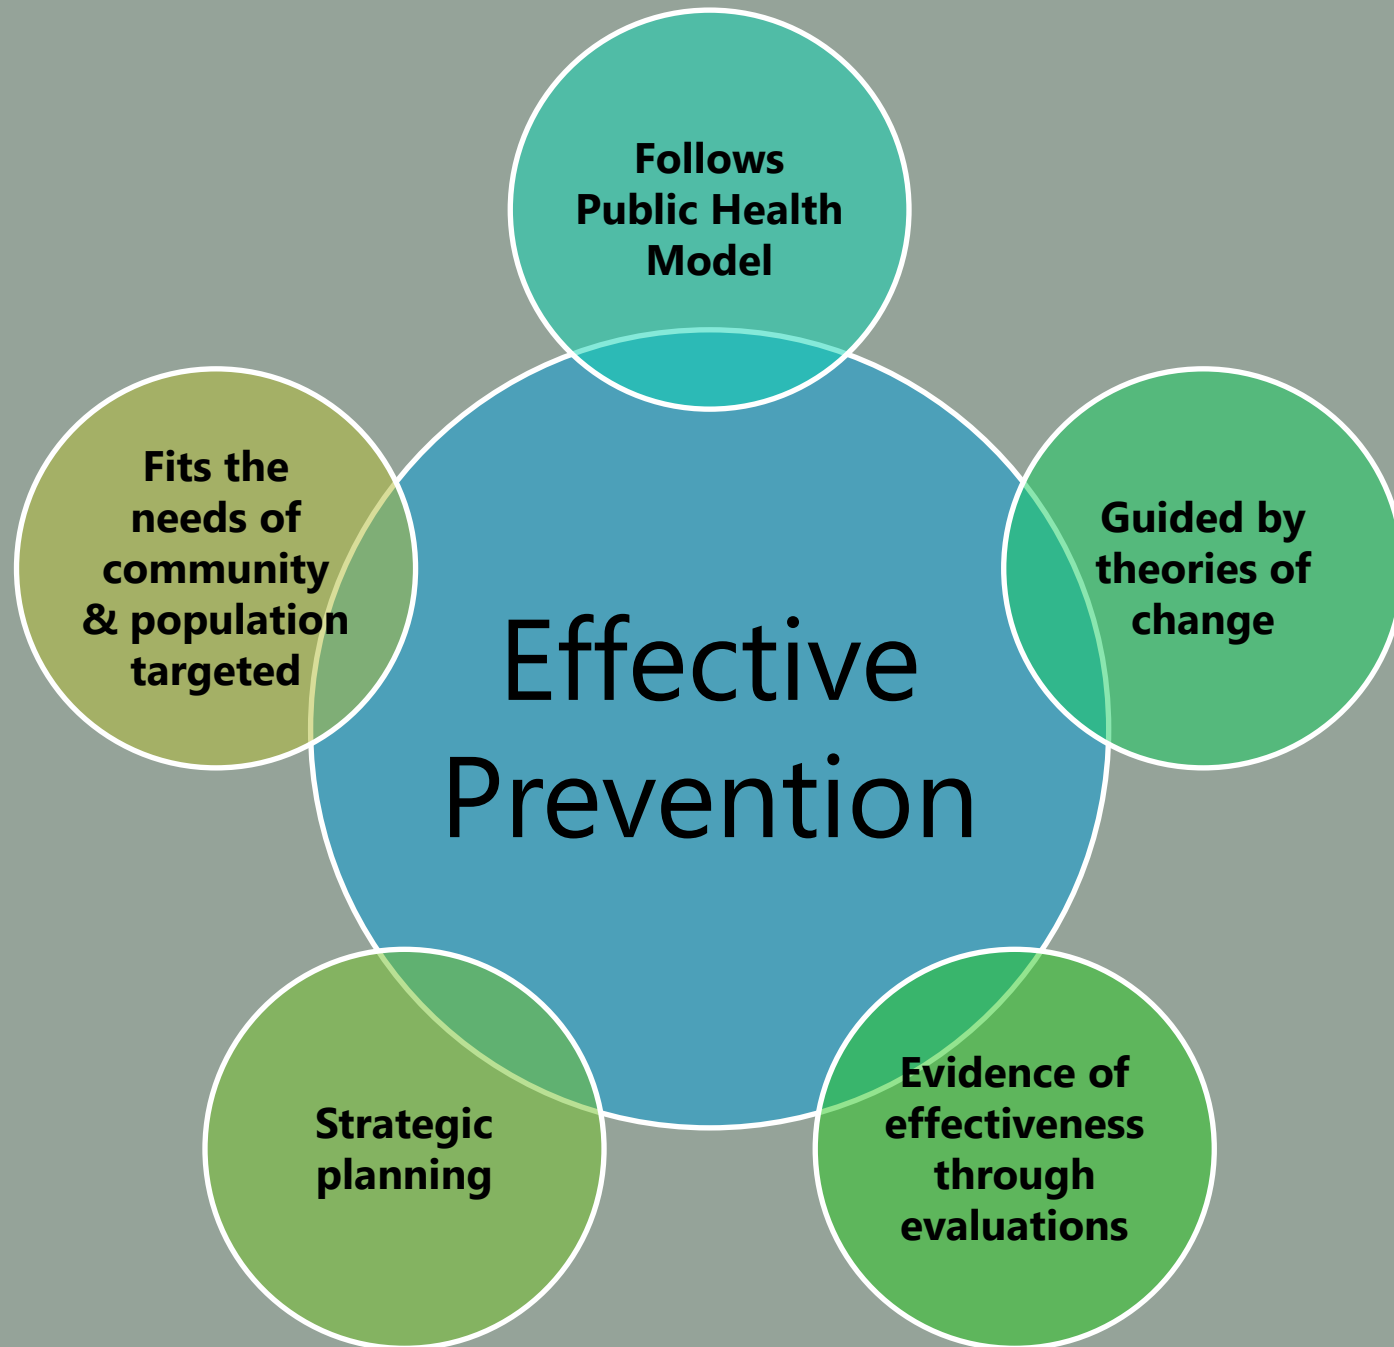 Follows
Public Health
Model
Guided by
theories of
change
Evidence of
effectiveness
through
evaluations
Strategic
planning
Fits the
needs of
community
& population
targeted
Effective
Prevention